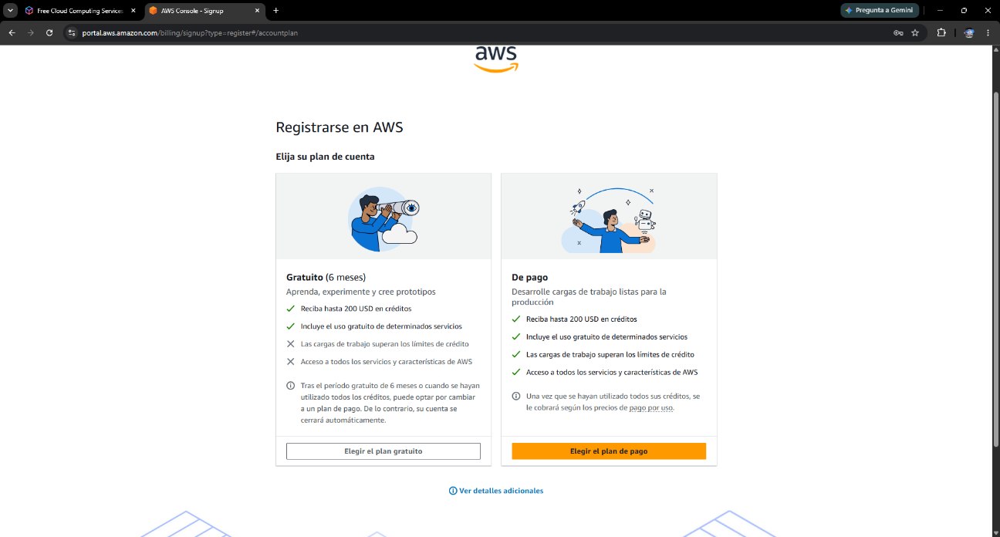 Free Cloud Computing Services
AWS Console - Signup
Pregunta a Gemini
portal.aws.amazon.com/billing/signup?type=register#/accountplan
aws
Registrarse en AWS
Elija su plan de cuenta
Gratuito (6 meses)
Aprenda, experimente y cree prototipos
Reciba hasta 200 USD en créditos
Incluye el uso gratuito de determinados servicios
Las cargas de trabajo superan los límites de crédito
Acceso a todos los servicios y características de AWS
Tras el período gratuito de 6 meses o cuando se hayan
utilizado todos los créditos, puede optar por cambiar
a un plan de pago. De lo contrario, su cuenta se
cerrará automáticamente.
Elegir el plan gratuito
De pago
Desarrolle cargas de trabajo listas para la
producción
Reciba hasta 200 USD en créditos
Incluye el uso gratuito de determinados servicios
Las cargas de trabajo superan los límites de crédito
Acceso a todos los servicios y características de AWS
Una vez que se hayan utilizado todos sus créditos, se
le cobrará según los precios de pago por uso.
Elegir el plan de pago
Ver detalles adicionales